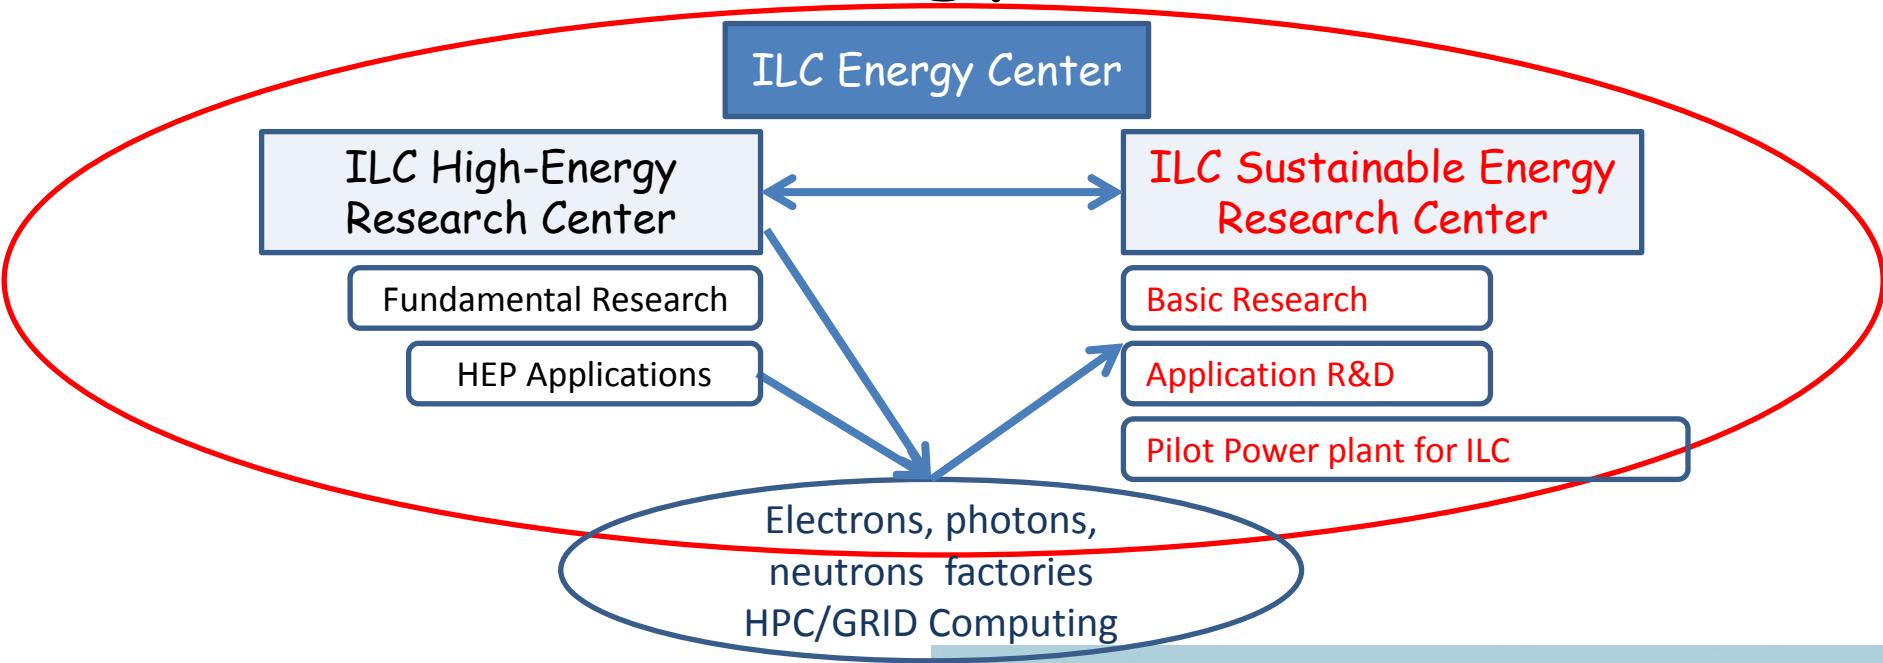 ILC Energy Center
ILC High-Energy
Research Center
ILC Sustainable Energy
Research Center
Fundamental Research
HEP Applications
Basic Research
Application R&D
Pilot Power plant for ILC
Electrons, photons,
neutrons factories
HPC/GRID Computing